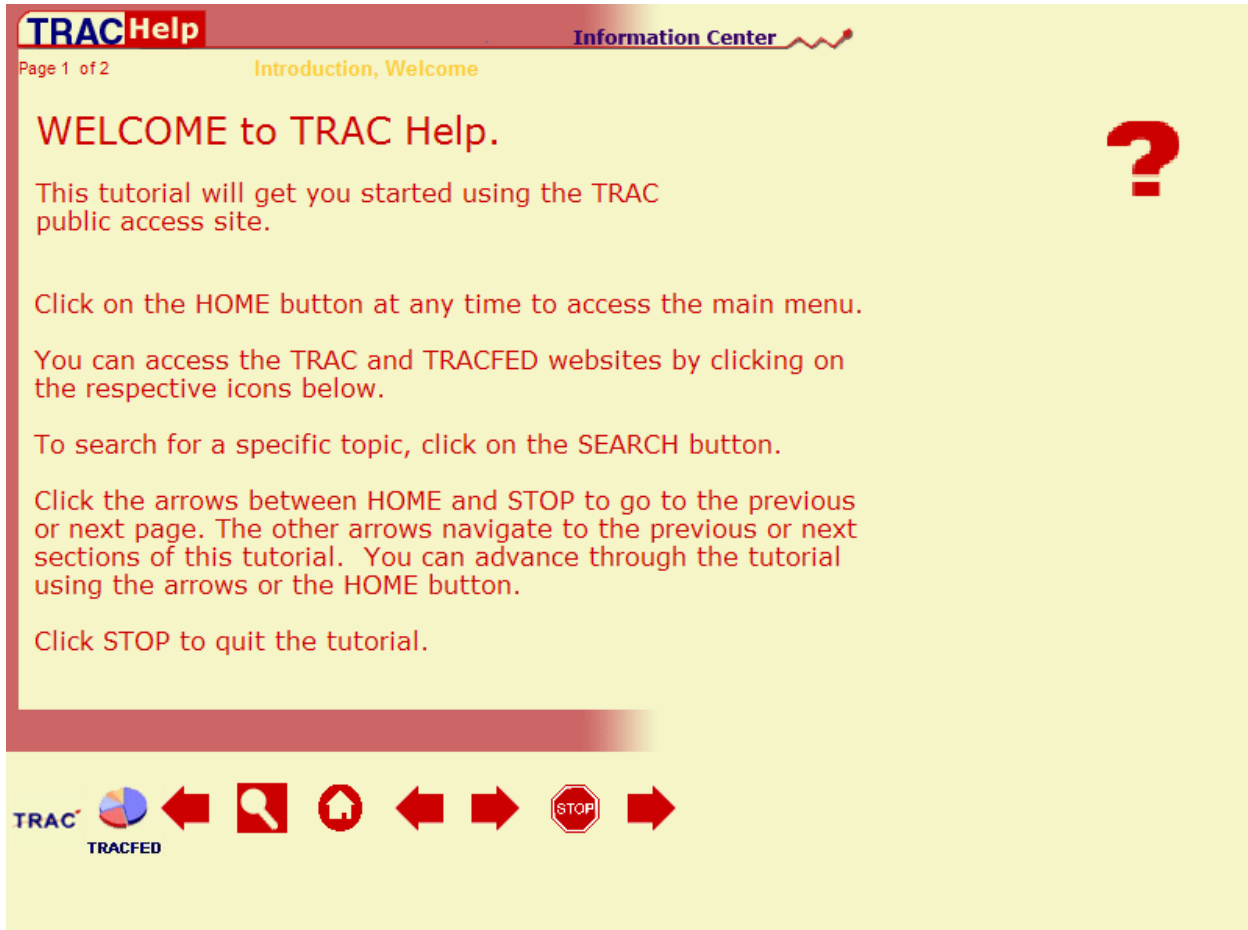 TRAC Help
Information Center
Page 1 of 2
Introduction, Welcome
WELCOME to TRAC Help.
This tutorial will get you started using the TRAC
public access site.
Click on the HOME button at any time to access the main menu.
You can access the TRAC and TRACFED websites by clicking on
the respective icons below.
To search for a specific topic, click on the SEARCH button.
Click the arrows between HOME and STOP to go to the previous
or next page. The other arrows navigate to the previous or next
sections of this tutorial.  You can advance through the tutorial
using the arrows or the HOME button.
Click STOP to quit the tutorial.
?
TRAC
TRACFED
STOP